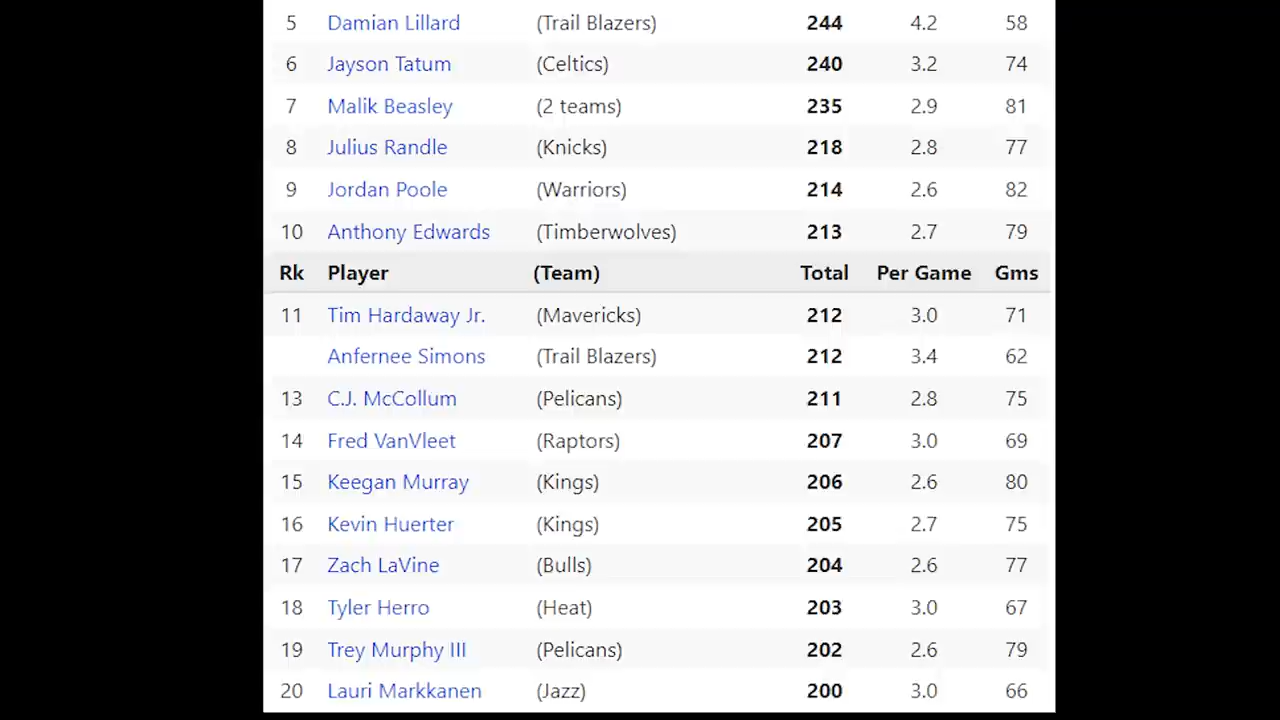 5 Damian Lillard (Trail Blazers) 244 4.2 58
6 Jayson Tatum (Celtics) 240 3.2 74
7 Malik Beasley (2 teams) 235 2.9 81
8 Julius Randle (Knicks) 218 2.8 77
9 Jordan Poole (Warriors) 214 2.6 82
10 Anthony Edwards (Timberwolves) 213 2.7 79
Rk Player (Team) Total Per Game Gms
11 Tim Hardaway Jr. (Mavericks) 212 3.0 71
Anfernee Simons (Trail Blazers) 212 3.4 62
13 C.J. McCollum (Pelicans) 211 2.8 75
14 Fred VanVleet (Raptors) 207 3.0 69
15 Keegan Murray (Kings) 206 2.6 80
16 Kevin Huerter (Kings) 205 2.7 75
17 Zach LaVine (Bulls) 204 2.6 77
18 Tyler Herro (Heat) 203 3.0 67
19 Trey Murphy III (Pelicans) 202 2.6 79
20 Lauri Markkanen (Jazz) 200 3.0 66